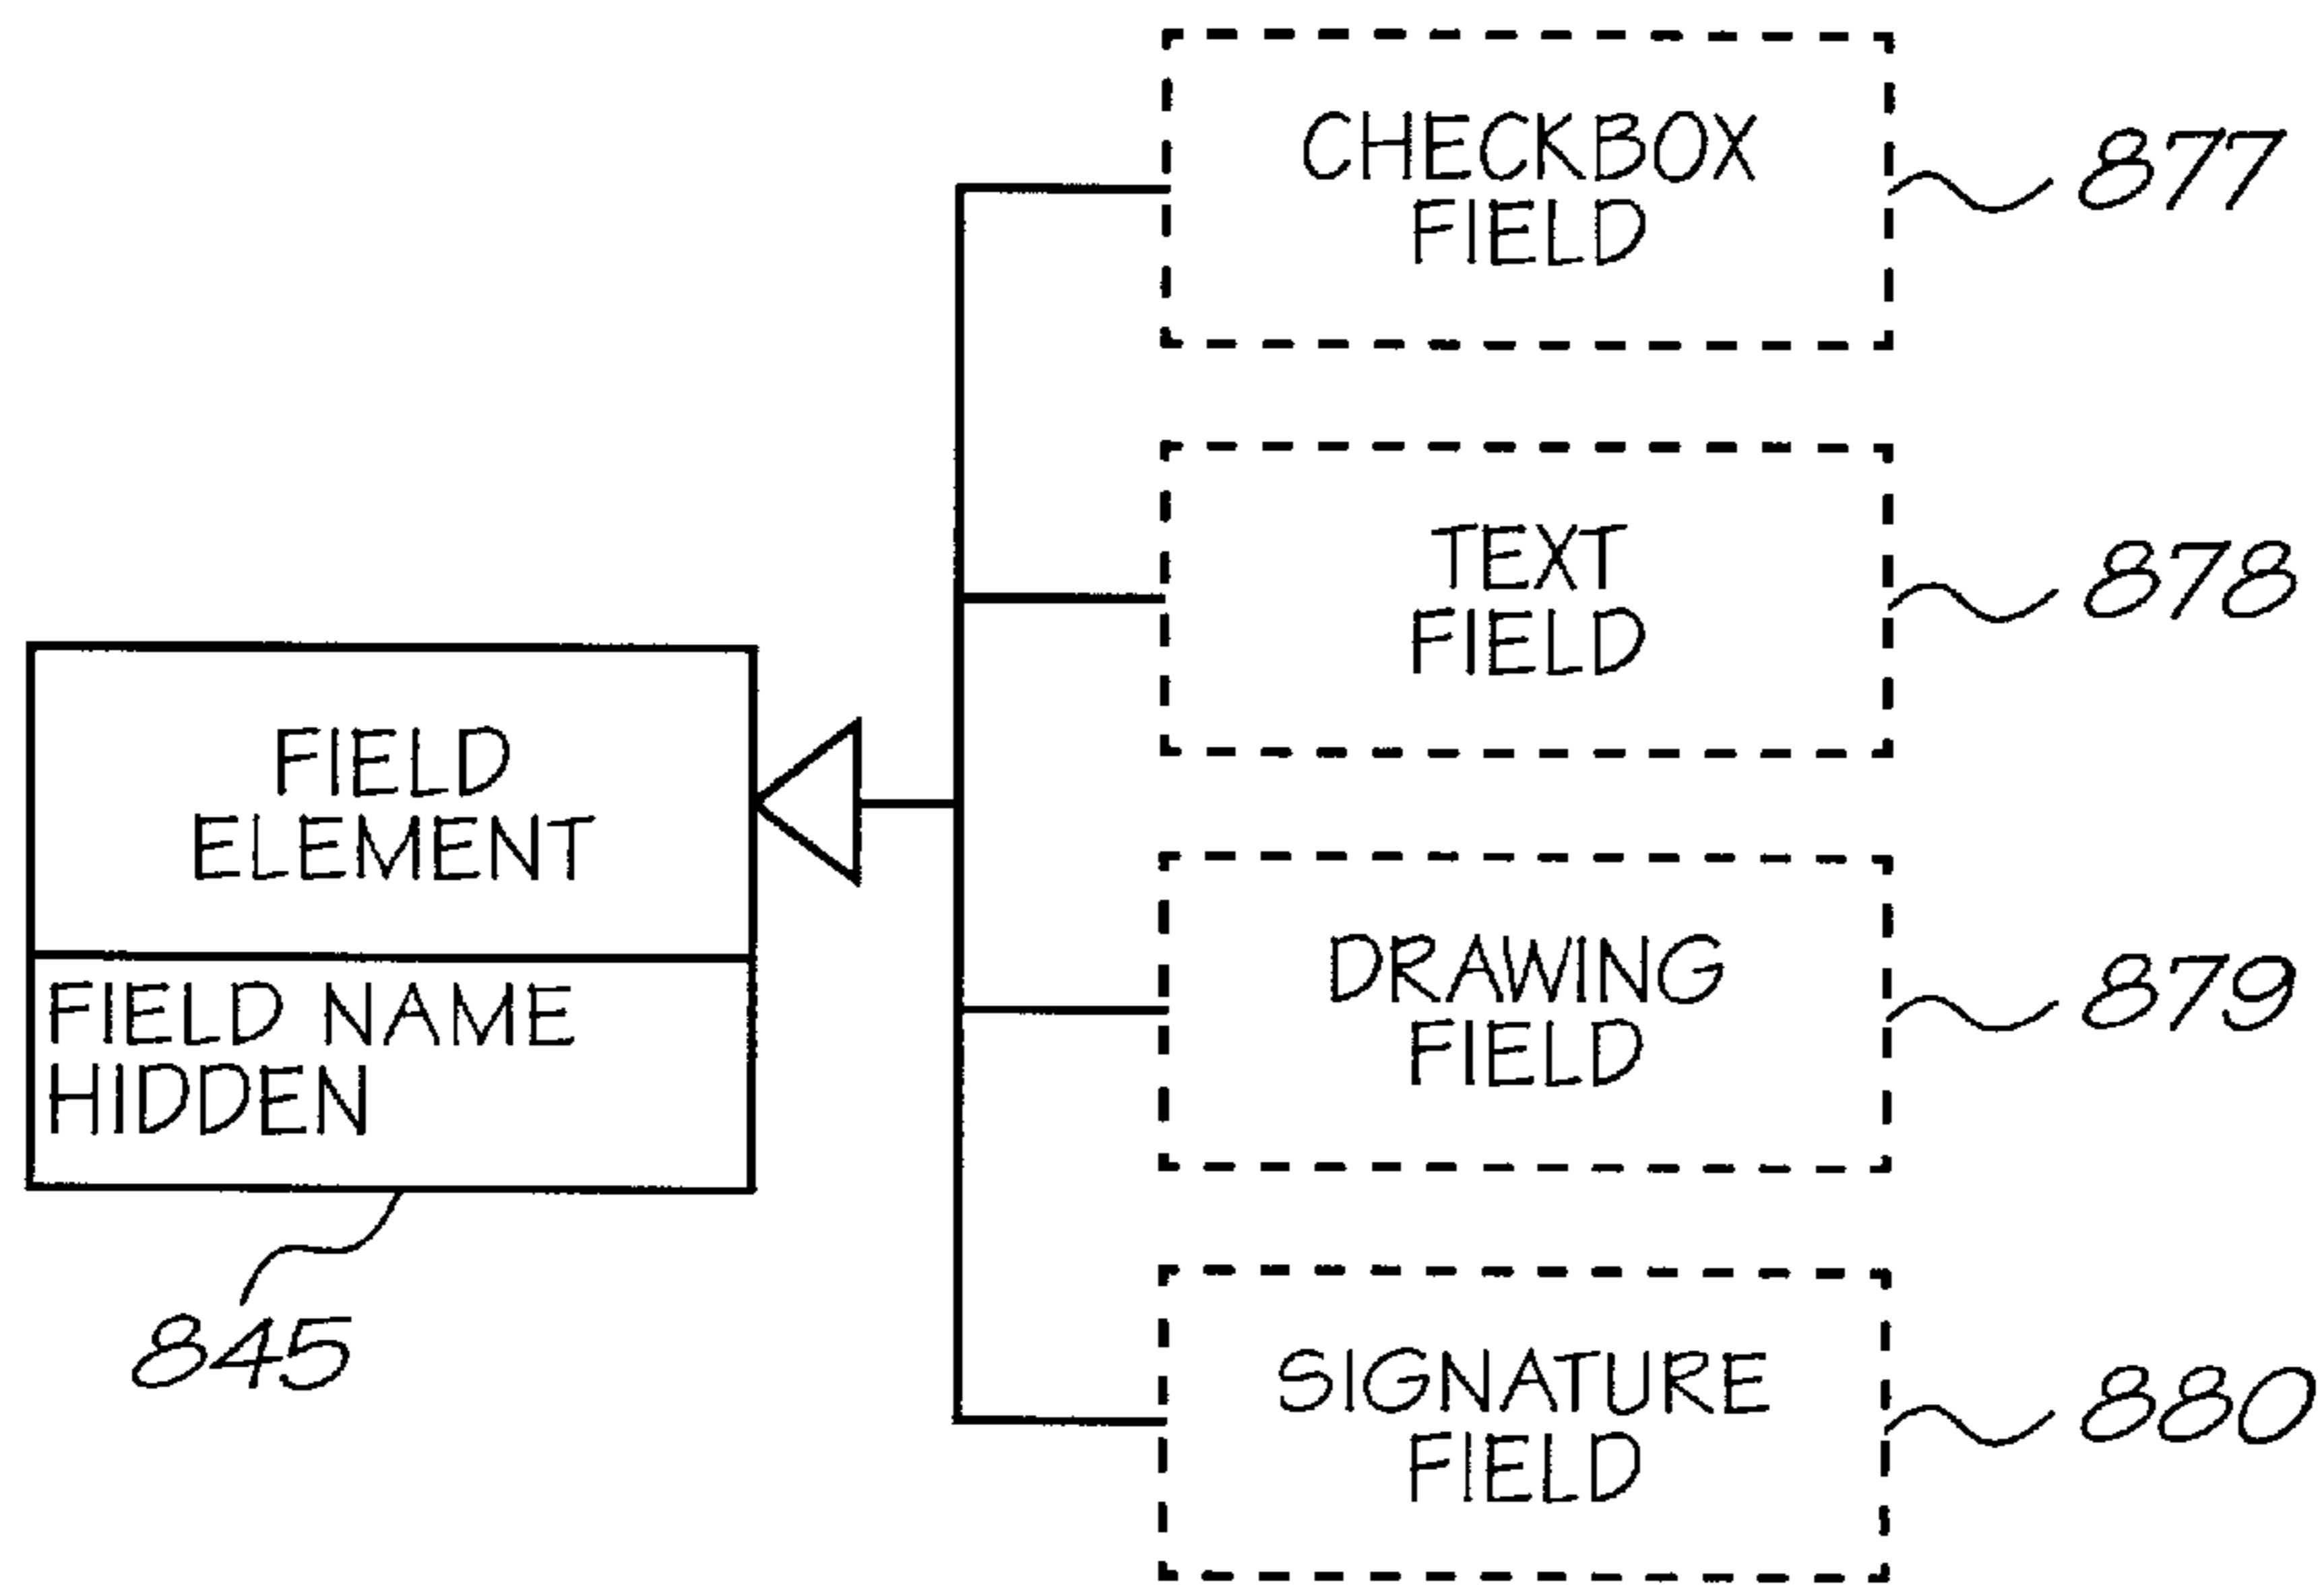 CHECKBOX
FIELD
877
TEXT
FIELD
878
FIELD
ELEMENT
FIELD NAME
HIDDEN
845
DRAWING
FIELD
879
SIGNATURE
FIELD
880